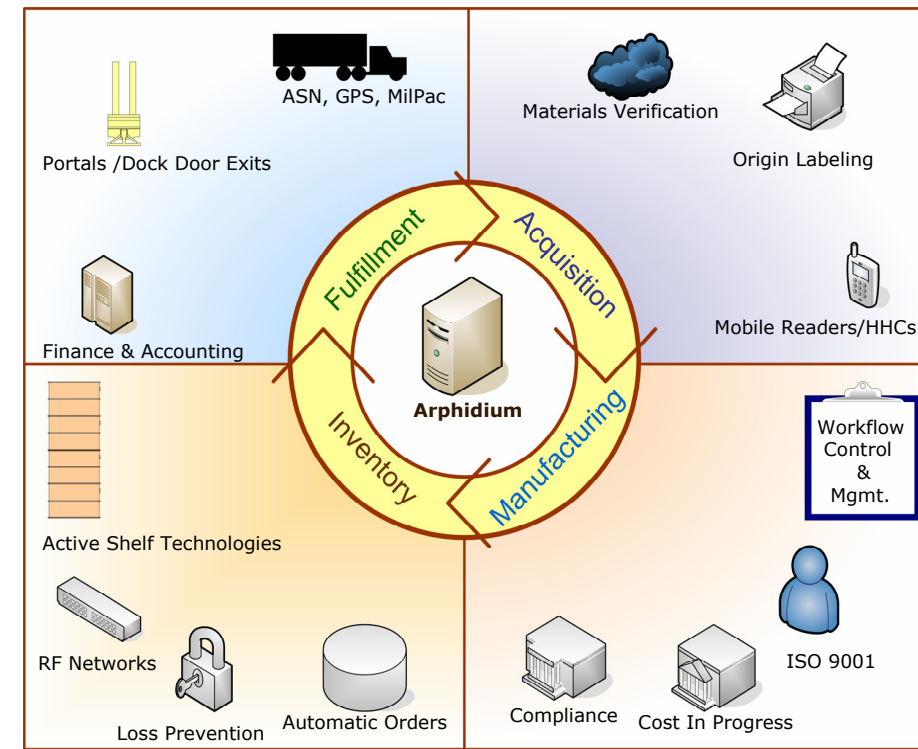 ASN, GPS, MilPac
Portals /Dock Door Exits
Finance & Accounting
Materials Verification
Origin Labeling
Mobile Readers/HHCs
Fulfillment
Acquisition
Arphidium
Inventory
Manufacturing
Active Shelf Technologies
RF Networks
Loss Prevention
Automatic Orders
Workflow
Control
&
Mgmt.
ISO 9001
Compliance
Cost In Progress